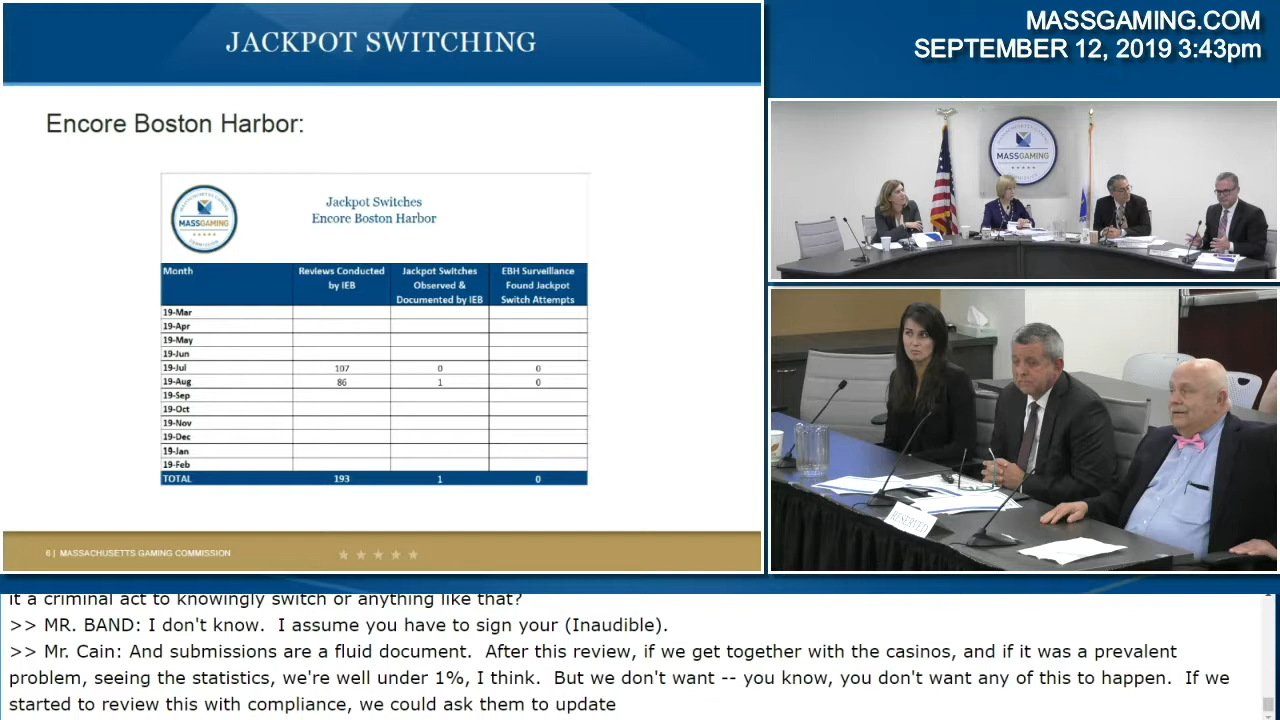 JACKPOT SWITCHING
Encore Boston Harbor:
MASSGAMING
Jackpot Switches
Encore Boston Harbor
Month Reviews Conducted by IEB Jackpot Switches Observed & Documented by IEB EBH Surveillance Found Jackpot Switch Attempts
19-Mar
19-Apr
19-May
19-Jun
19-Jul 107 0 0
19-Aug 86 1 0
19-Sep
19-Oct
19-Nov
19-Dec
19-Jan
19-Feb
TOTAL 193 1 0
6 | MASSACHUSETTS GAMING COMMISSION
MASSGAMING.COM
SEPTEMBER 12, 2019 3:43pm
MASSGAMING
RESERVED
it a criminal act to knowingly switch or anything like that?
>> MR. BAND: I don't know. I assume you have to sign your (Inaudible).
>> Mr. Cain: And submissions are a fluid document. After this review, if we get together with the casinos, and if it was a prevalent
problem, seeing the statistics, we're well under 1%, I think. But we don't want -- you know, you don't want any of this to happen. If we
started to review this with compliance, we could ask them to update